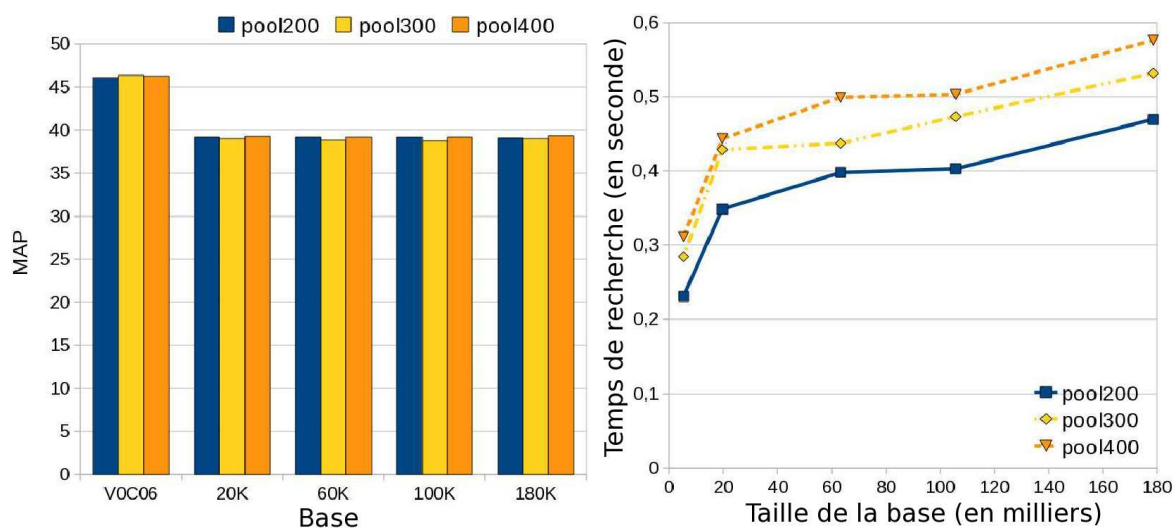 pool200 pool300 pool400
50
45
40
35
30
25
20
15
10
5
0
MAP
V0C06 20K 60K 100K 180K
Base
0,6
0,5
0,4
0,3
0,2
0,1
0
Temps de recherche (en seconde)
pool200
pool300
pool400
0 20 40 60 80 100 120 140 160 180
Taille de la base (en milliers)